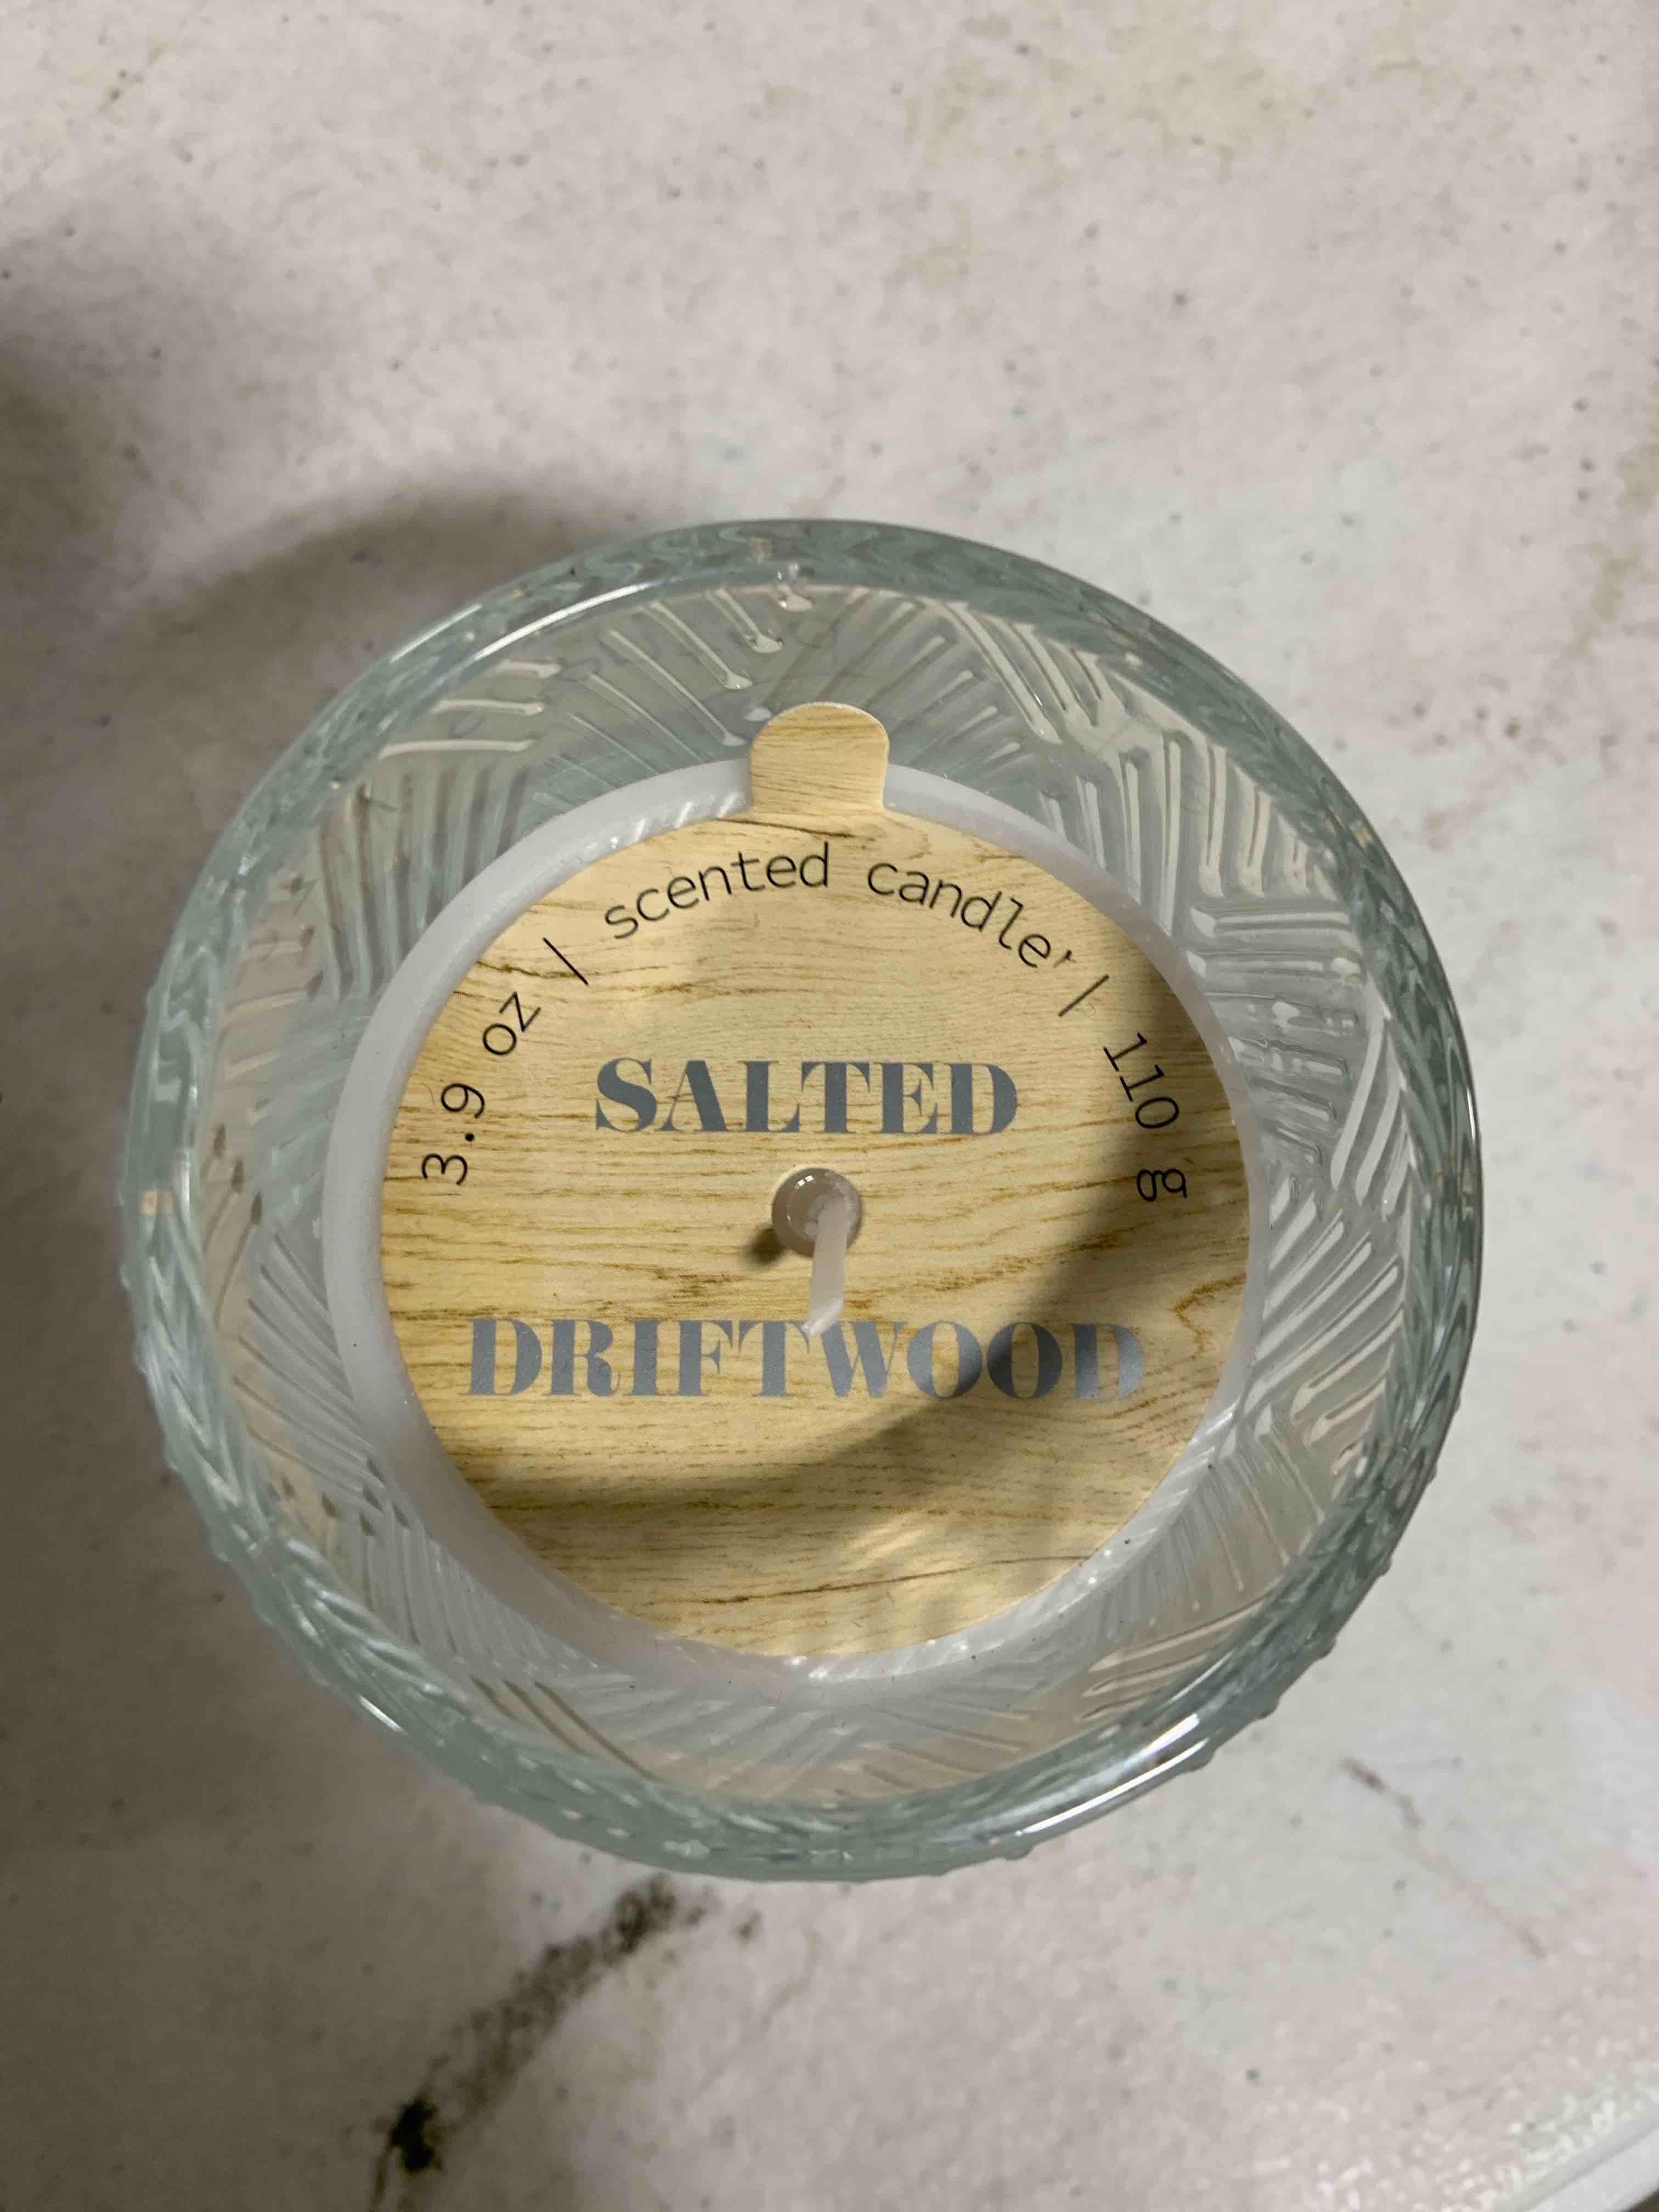 3.9 oz | scented candle | 110 g
SALTED
DRIFTWOOD